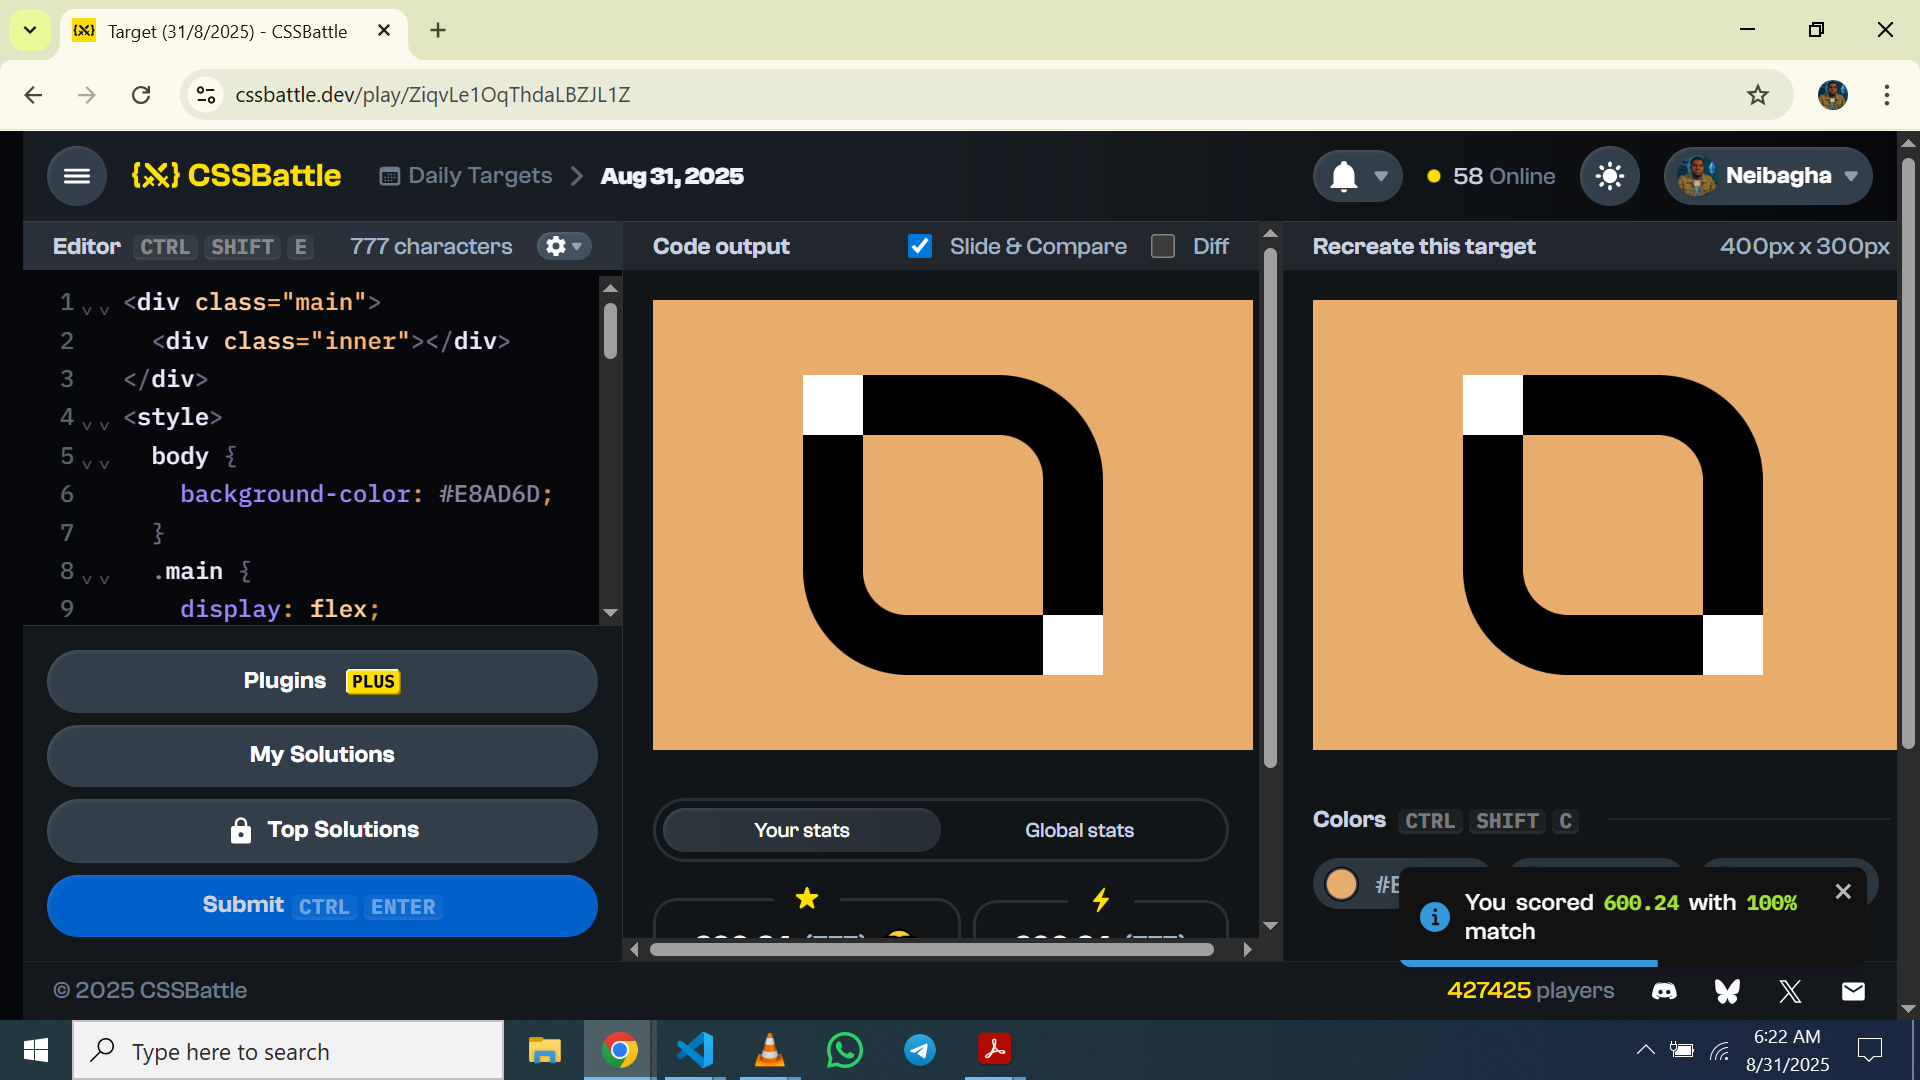 Target (31/8/2025) - CSSBattle
cssbattle.dev/play/ZiqvLe1OqThdaLBZJL1Z
CSSBattle
Daily Targets
Aug 31, 2025
58 Online
Neibagha
Editor CTRL SHIFT E
777 characters
Code output
Slide & Compare
Diff
Recreate this target
400px x 300px
1 <div class="main">
2 <div class="inner"></div>
3 </div>
4 <style>
5 body {
6 background-color: #E8AD6D;
7 }
8 .main {
9 display: flex;
Plugins PLUS
My Solutions
Top Solutions
Submit CTRL ENTER
Your stats
Global stats
Colors CTRL SHIFT C
You scored 600.24 with 100%
match
© 2025 CSSBattle
427425 players
Type here to search
6:22 AM
8/31/2025